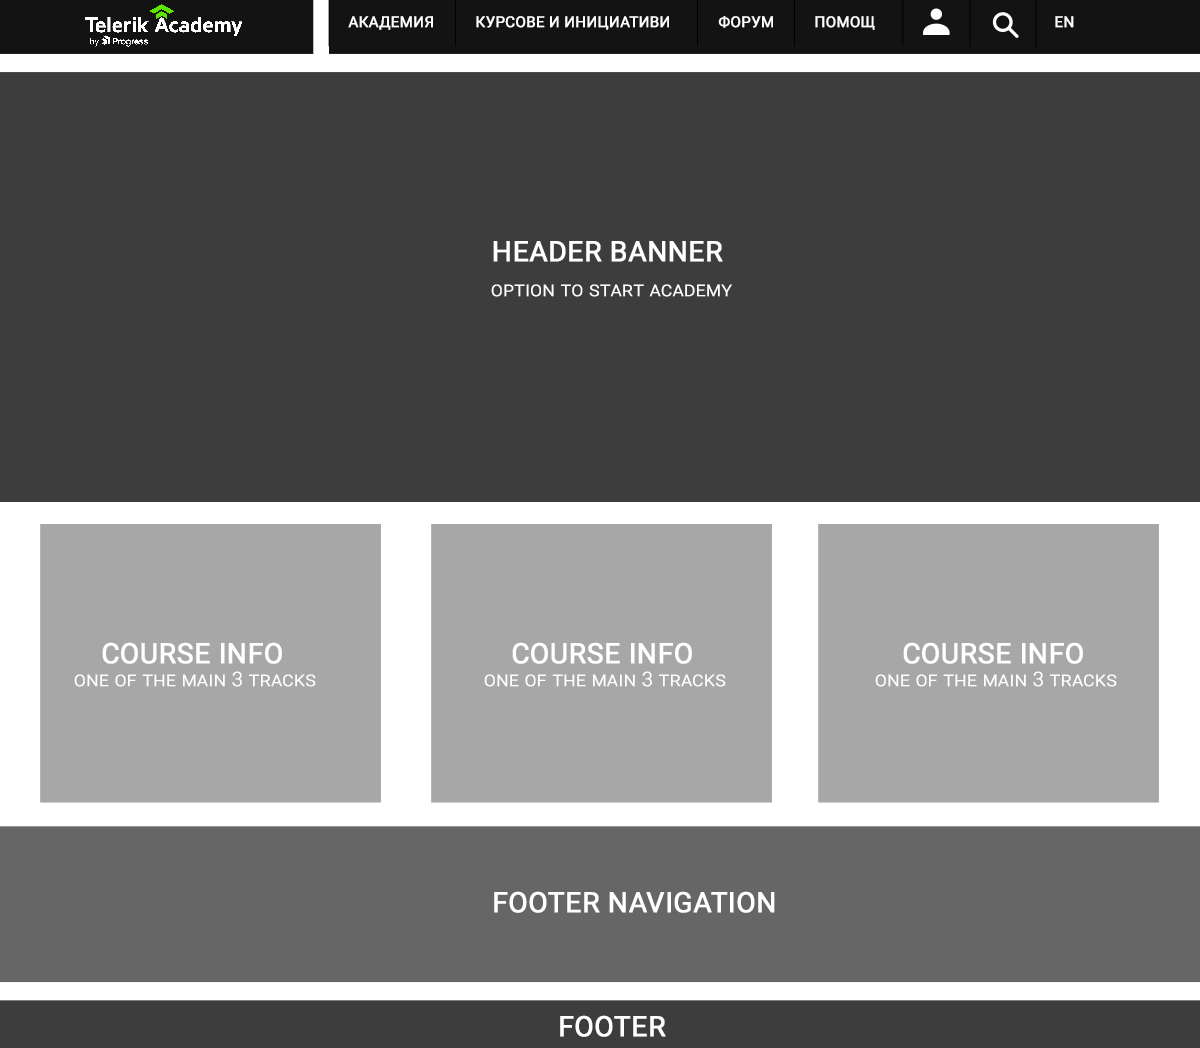 Telerik Academy
by Progress
АКАДЕМИЯ
КУРСОВЕ И ИНИЦИАТИВИ
ФОРУМ
ПОМОЩ
EN
HEADER BANNER
OPTION TO START ACADEMY
COURSE INFO
ONE OF THE MAIN 3 TRACKS
COURSE INFO
ONE OF THE MAIN 3 TRACKS
COURSE INFO
ONE OF THE MAIN 3 TRACKS
FOOTER NAVIGATION
FOOTER